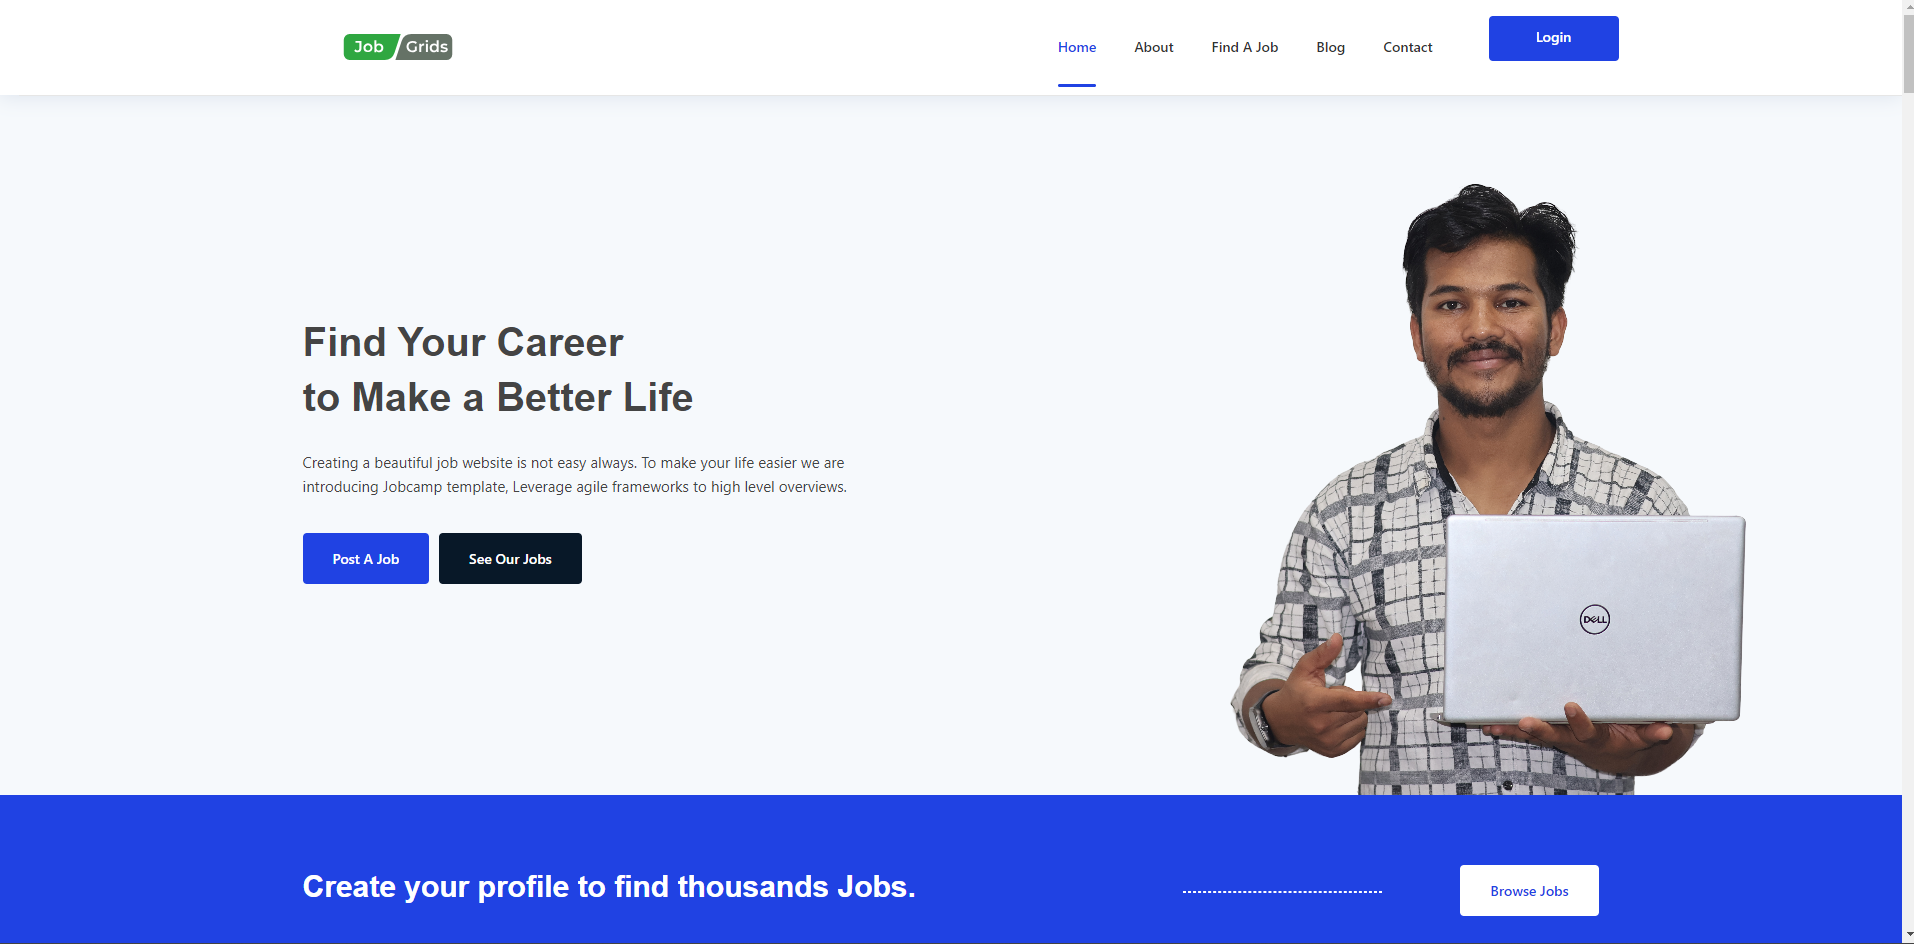 Job Grids
Home
About
Find A Job
Blog
Contact
Login
Find Your Career
to Make a Better Life
Creating a beautiful job website is not easy always. To make your life easier we are
introducing Jobcamp template, Leverage agile frameworks to high level overviews.
Post A Job
See Our Jobs
DELL
Create your profile to find thousands Jobs.
Browse Jobs